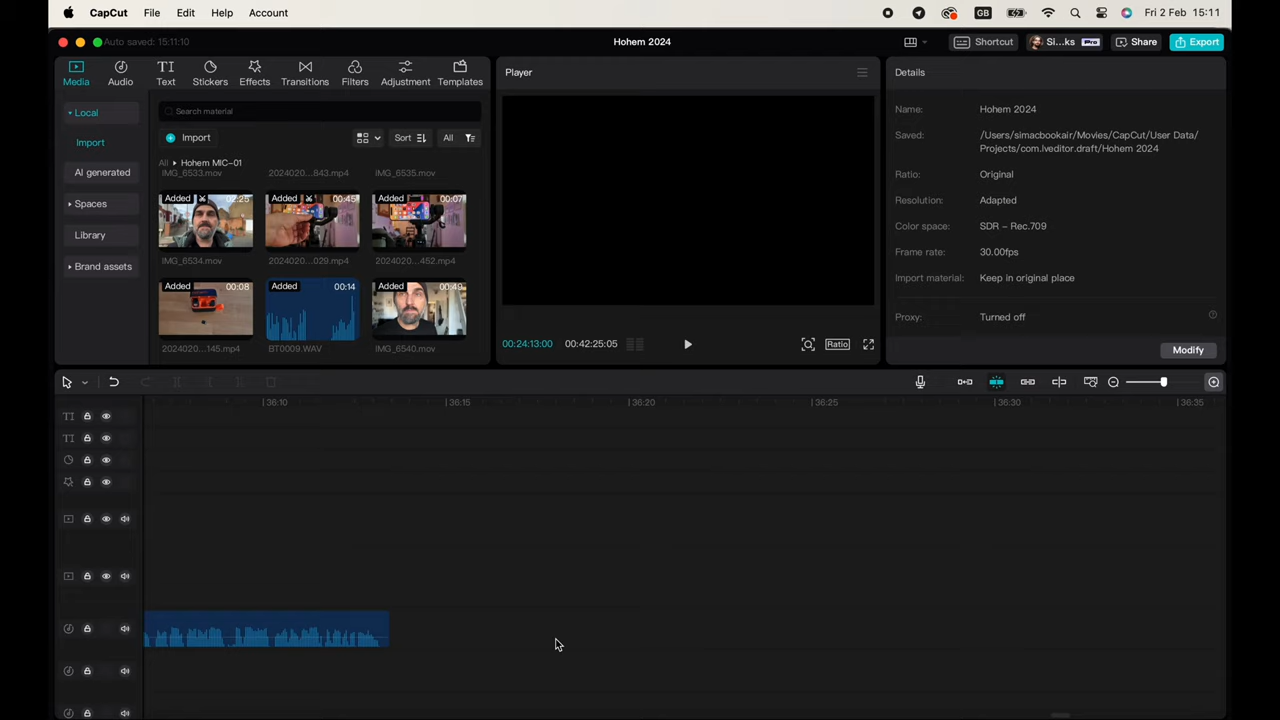 CapCut File Edit Help Account GB Fri 2 Feb 15:11
Auto saved: 15:11:10 Hohem 2024 Shortcut Si...ks Pro Share Export
Media Audio Text Stickers Effects Transitions Filters Adjustment Templates
Player
Details
Local
Import
AI generated
Spaces
Library
Brand assets
Search material
Import Sort All
All Hohem MIC-01
IMG_6533.mov 2024020...843.mp4 IMG_6535.mov
Added 02:25 Added 00:45 Added 00:07
IMG_6534.mov 2024020...029.mp4 2024020...452.mp4
Added 00:08 Added 00:14 00:49
2024020...145.mp4 BT0009.WAV IMG_6540.mov
00:24:13:00 00:42:25:05 Ratio
Name: Hohem 2024
Saved: /Users/simacbookair/Movies/CapCut/User Data/
Projects/com.lveditor.draft/Hohem 2024
Ratio: Original
Resolution: Adapted
Color space: SDR – Rec.709
Frame rate: 30.00fps
Import material: Keep in original place
Proxy: Turned off
Modify
36:10 36:15 36:20 36:25 36:30 36:35